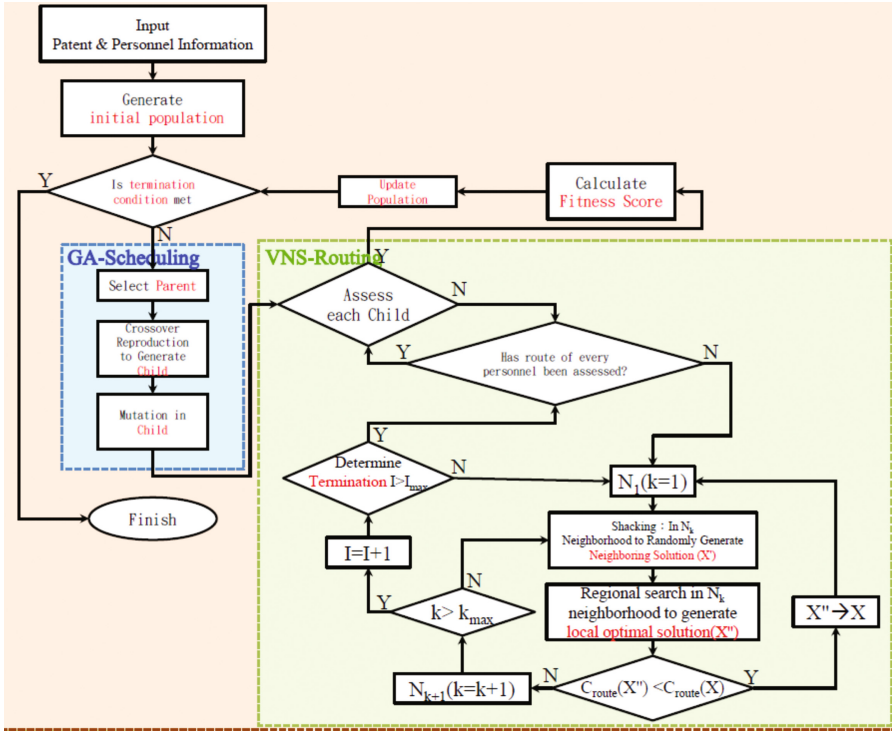 Input
Patent & Personnel Information
Generate
initial population
Is termination
condition met
Y
N
Update
Population
Calculate
Fitness Score
GA-Scheduling
Select Parent
Crossover
Reproduction
to Generate
Child
Mutation in
Child
Finish
VNS-Routing
Y
Assess
each Child
N
Y
Has route of every
personnel been assessed?
N
Y
Determine
Termination I>Imax
N
N1(k=1)
Shacking : In Nk
Neighborhood to Randomly Generate
Neighboring Solution (X')
I=I+1
N
Y
k> kmax
Regional search in Nk
neighborhood to generate
local optimal solution(X")
X"→X
Nk+1(k=k+1)
N
Croute(X") <Croute(X)
Y